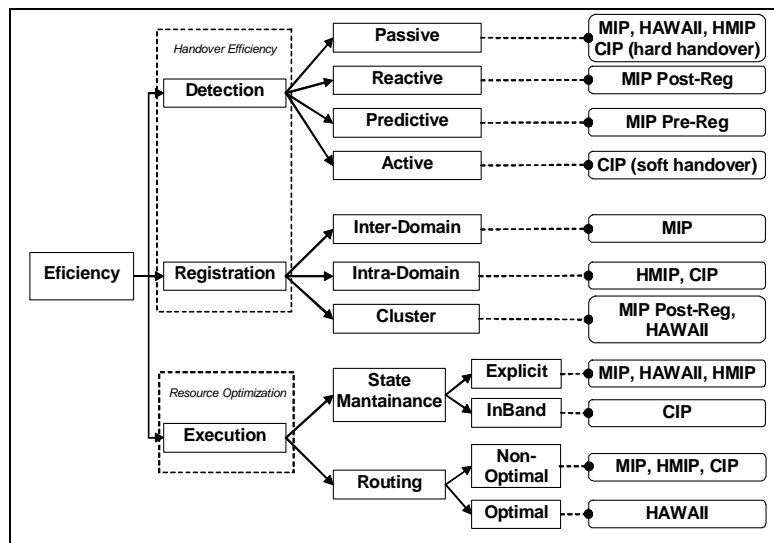 Handover Efficiency
Detection
Passive
MIP, HAWAII, HMIP
CIP (hard handover)
Reactive
MIP Post-Reg
Predictive
MIP Pre-Reg
Active
CIP (soft handover)
Eficiency
Registration
Inter-Domain
MIP
Intra-Domain
HMIP, CIP
Cluster
MIP Post-Reg,
HAWAII
Resource Optimization
Execution
State
Mantainance
Explicit
MIP, HAWAII, HMIP
InBand
CIP
Routing
Non-
Optimal
MIP, HMIP, CIP
Optimal
HAWAII